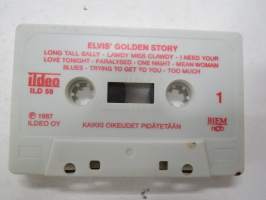 ELVIS' GOLDEN STORY
LONG TALL SALLY - LAWDY MISS CLAWDY - I NEED YOUR
LOVE TONIGHT - PARALYSED - ONE NIGHT - MEAN WOMAN
BLUES - TRYING TO GET TO YOU - TOO MUCH
ildeo
ILD 59
1
℗ 1987
ILDEO OY
KAIKKI OIKEUDET PIDÄTETÄÄN
BIEM
ncb